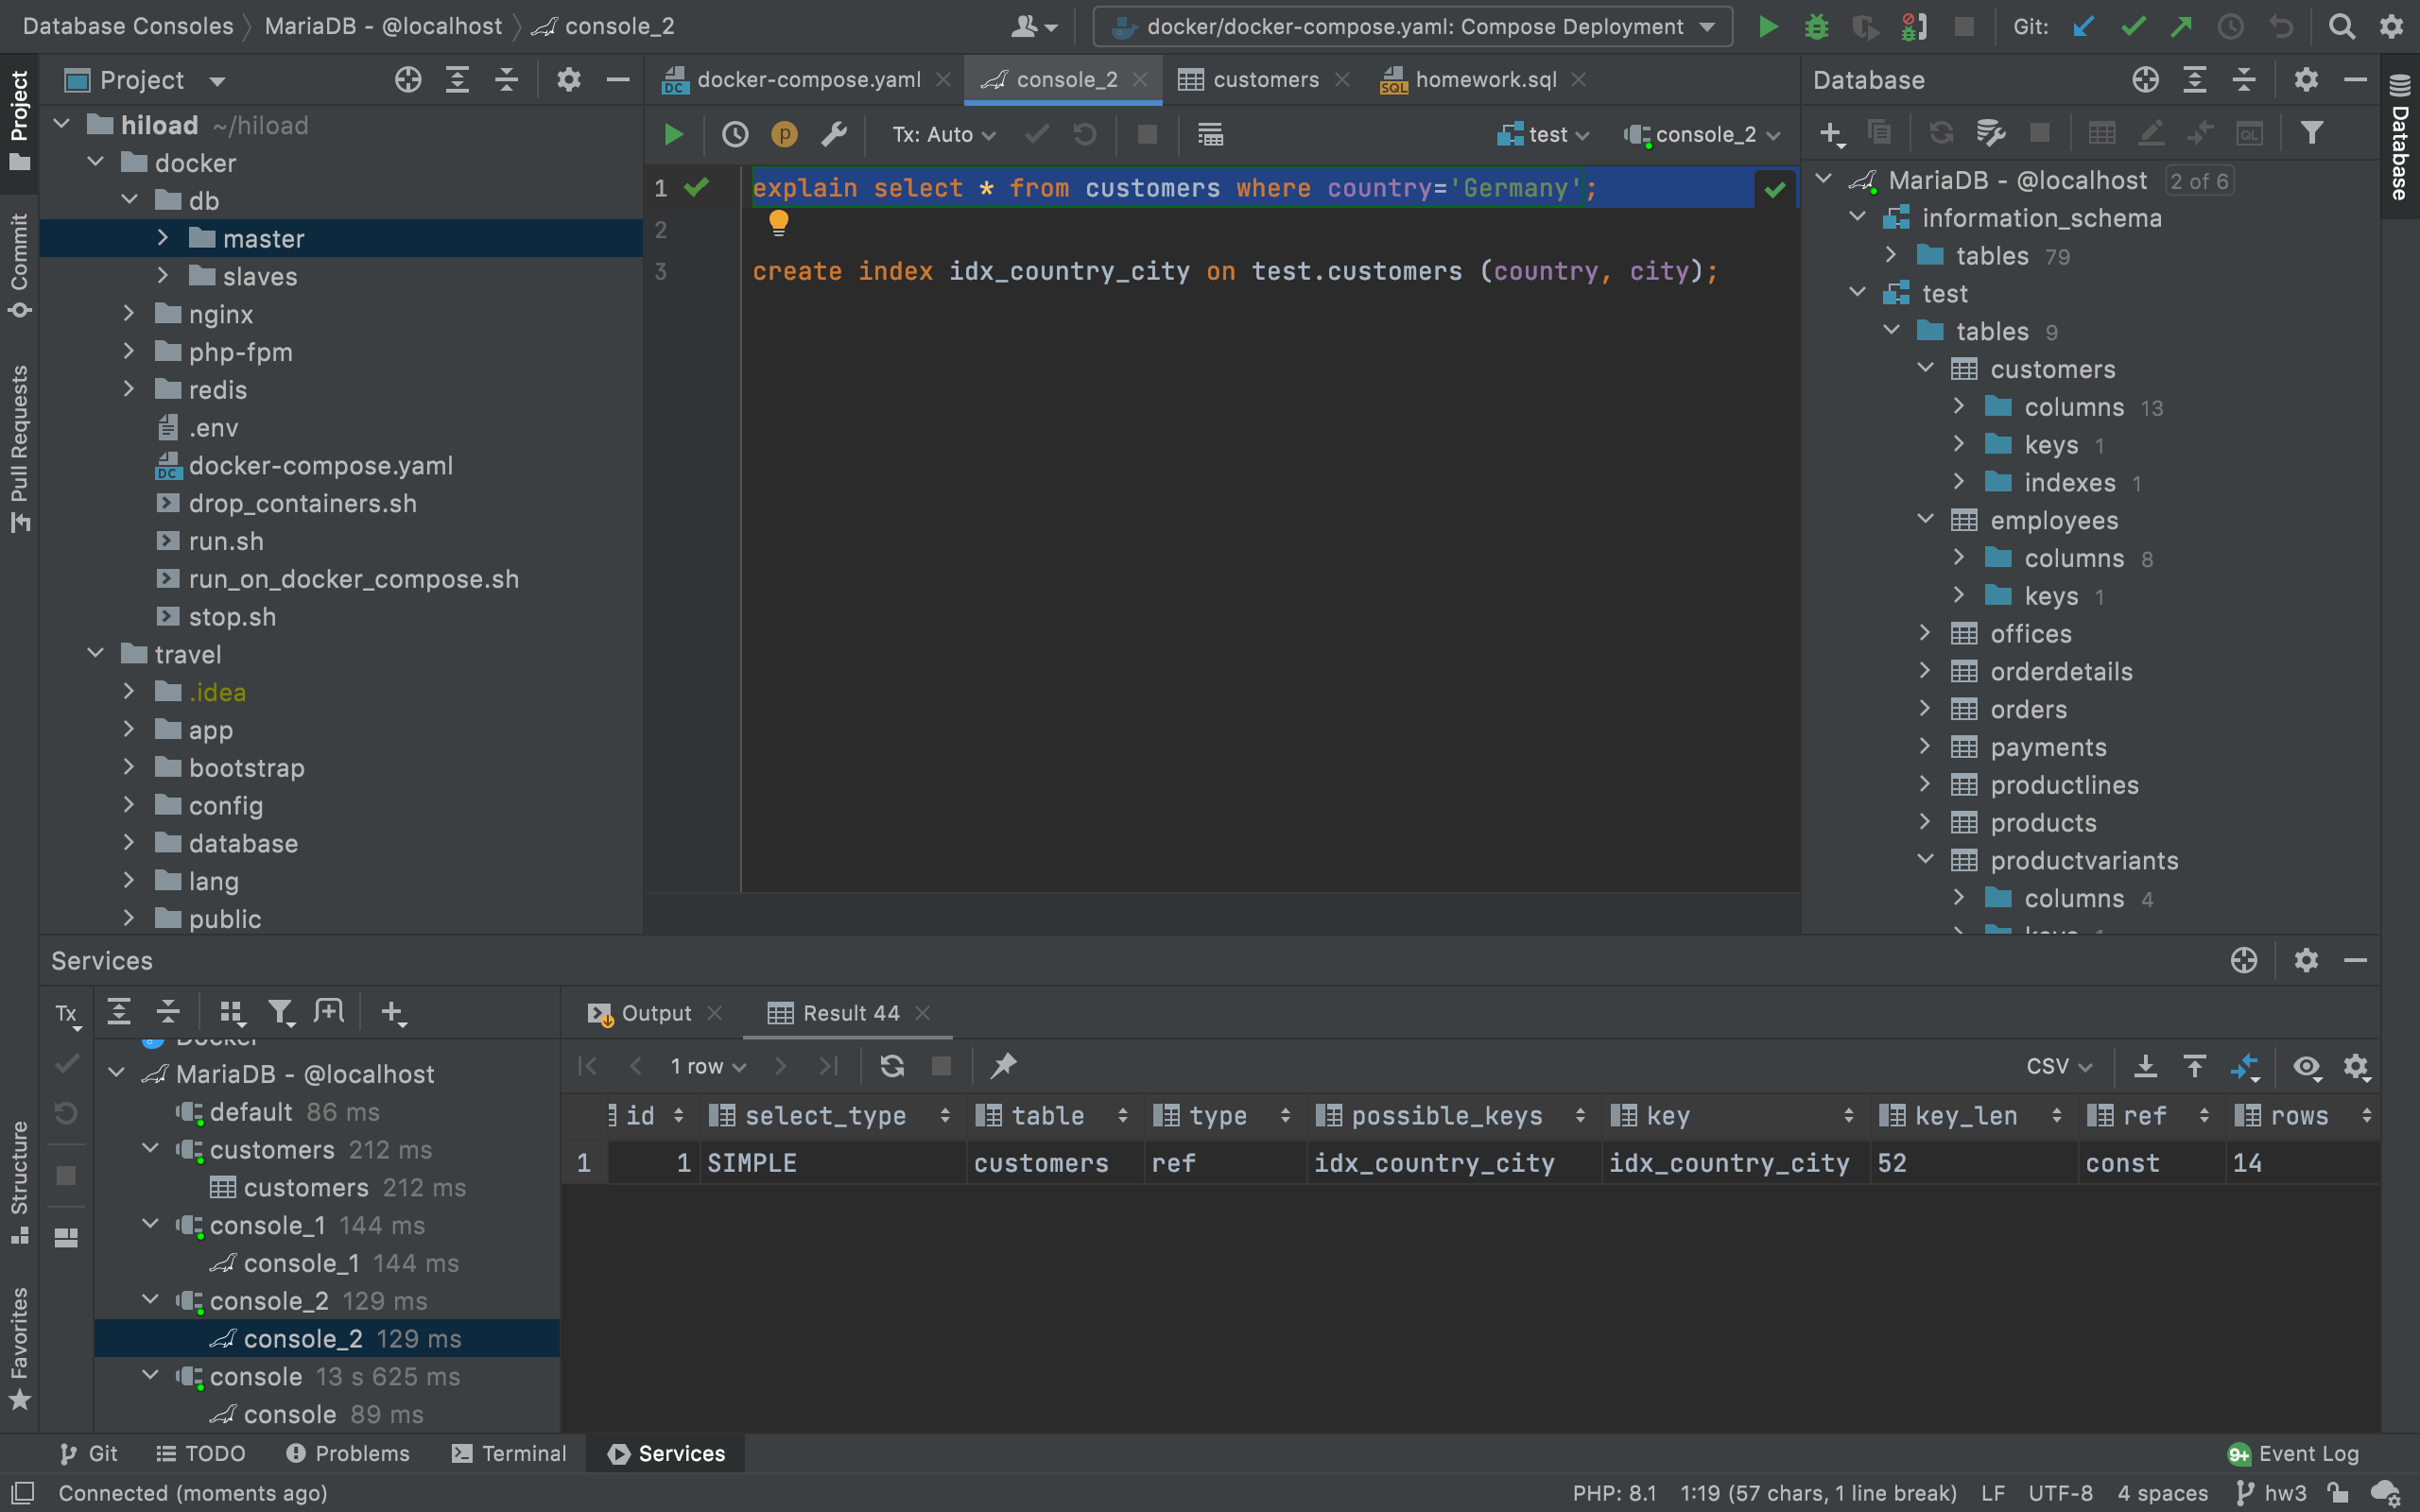 Database Consoles MariaDB - @localhost console_2
docker/docker-compose.yaml: Compose Deployment
Git:
Project
Commit
Pull Requests
Structure
Favorites
Project
hiload ~/hiload
docker
db
master
slaves
nginx
php-fpm
redis
.env
docker-compose.yaml
drop_containers.sh
run.sh
run_on_docker_compose.sh
stop.sh
travel
.idea
app
bootstrap
config
database
lang
public
docker-compose.yaml console_2 customers homework.sql
Tx: Auto test console_2
1 explain select * from customers where country='Germany';
2
3 create index idx_country_city on test.customers (country, city);
Database
Database
MariaDB - @localhost 2 of 6
information_schema
tables 79
test
tables 9
customers
columns 13
keys 1
indexes 1
employees
columns 8
keys 1
offices
orderdetails
orders
payments
productlines
products
productvariants
columns 4
keys 1
Services
Tx
Docker
MariaDB - @localhost
default 86 ms
customers 212 ms
customers 212 ms
console_1 144 ms
console_1 144 ms
console_2 129 ms
console_2 129 ms
console 13 s 625 ms
console 89 ms
Output Result 44
1 row CSV
id select_type table type possible_keys key key_len ref rows
1 1 SIMPLE customers ref idx_country_city idx_country_city 52 const 14
Git TODO Problems Terminal Services 9+ Event Log
Connected (moments ago) PHP: 8.1 1:19 (57 chars, 1 line break) LF UTF-8 4 spaces hw3